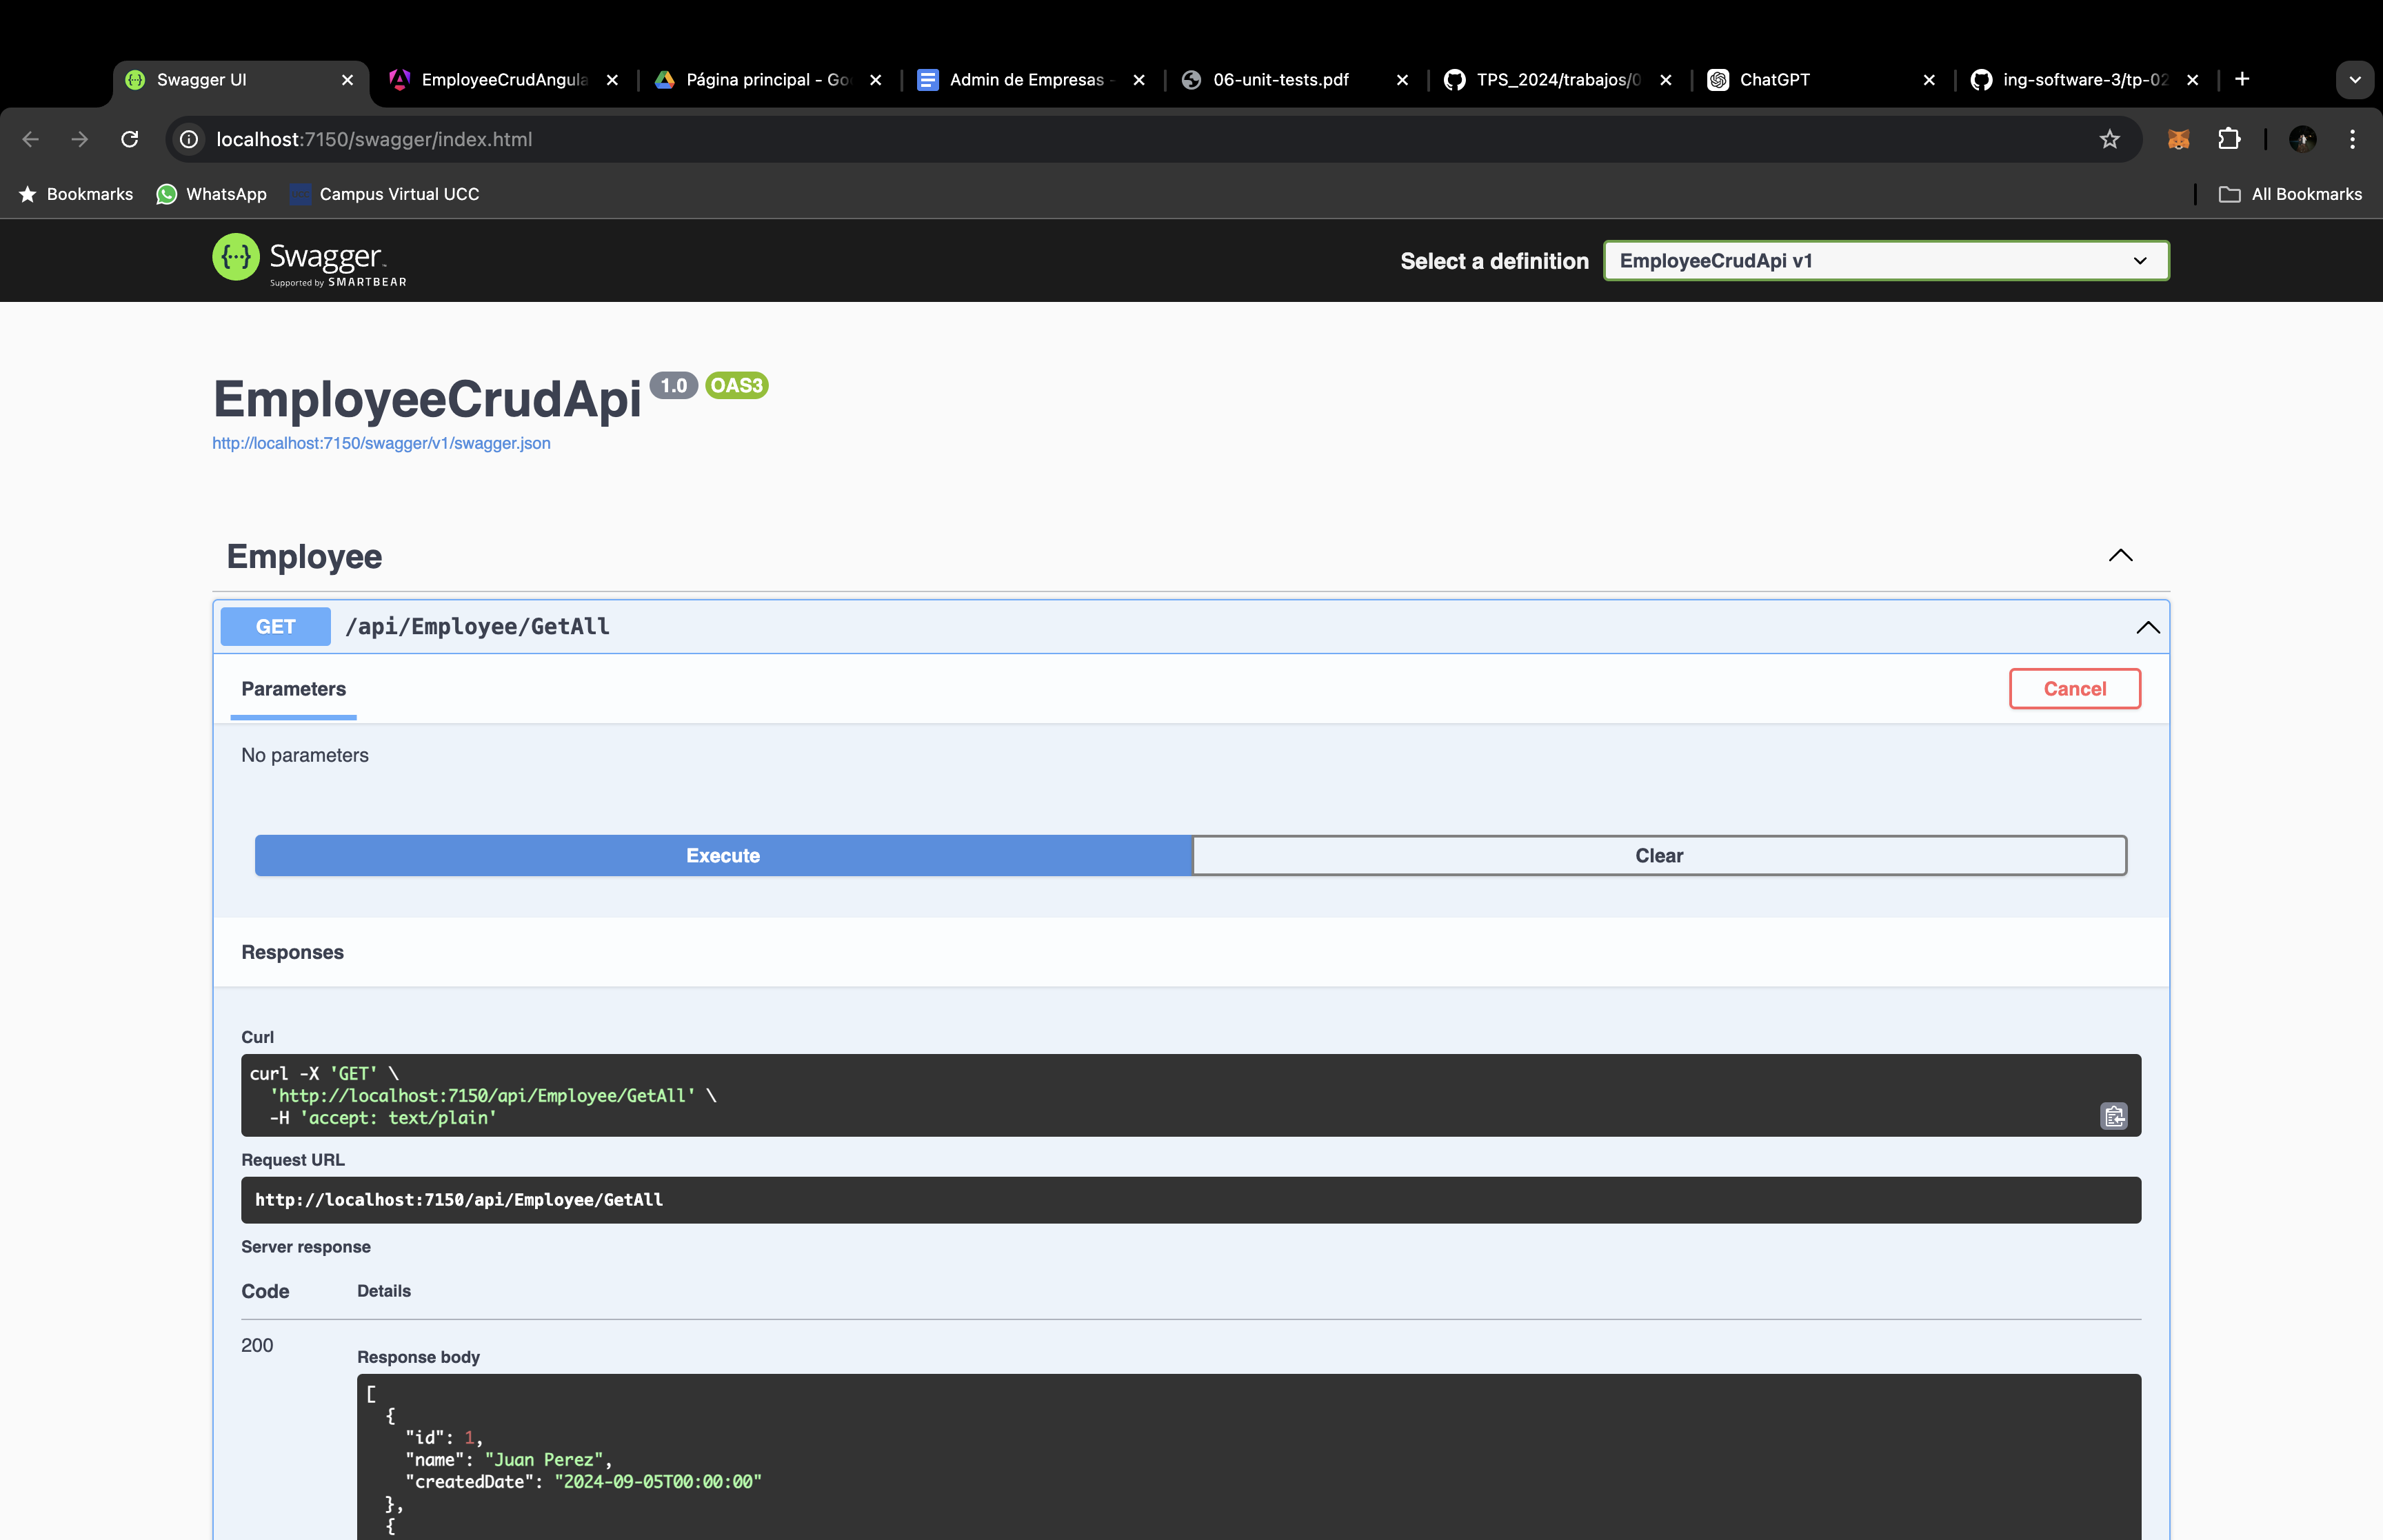 Swagger UI
EmployeeCrudAngula
Página principal - Go
Admin de Empresas -
06-unit-tests.pdf
TPS_2024/trabajos/0
ChatGPT
ing-software-3/tp-02
localhost:7150/swagger/index.html
Bookmarks
WhatsApp
Campus Virtual UCC
All Bookmarks
Swagger
Supported by SMARTBEAR
Select a definition
EmployeeCrudApi v1
EmployeeCrudApi 1.0 OAS3
http://localhost:7150/swagger/v1/swagger.json
Employee
GET /api/Employee/GetAll
Parameters
Cancel
No parameters
Execute
Clear
Responses
Curl
curl -X 'GET' \
'http://localhost:7150/api/Employee/GetAll' \
-H 'accept: text/plain'
Request URL
http://localhost:7150/api/Employee/GetAll
Server response
Code Details
200
Response body
[
{
"id": 1,
"name": "Juan Perez",
"createdDate": "2024-09-05T00:00:00"
},
{